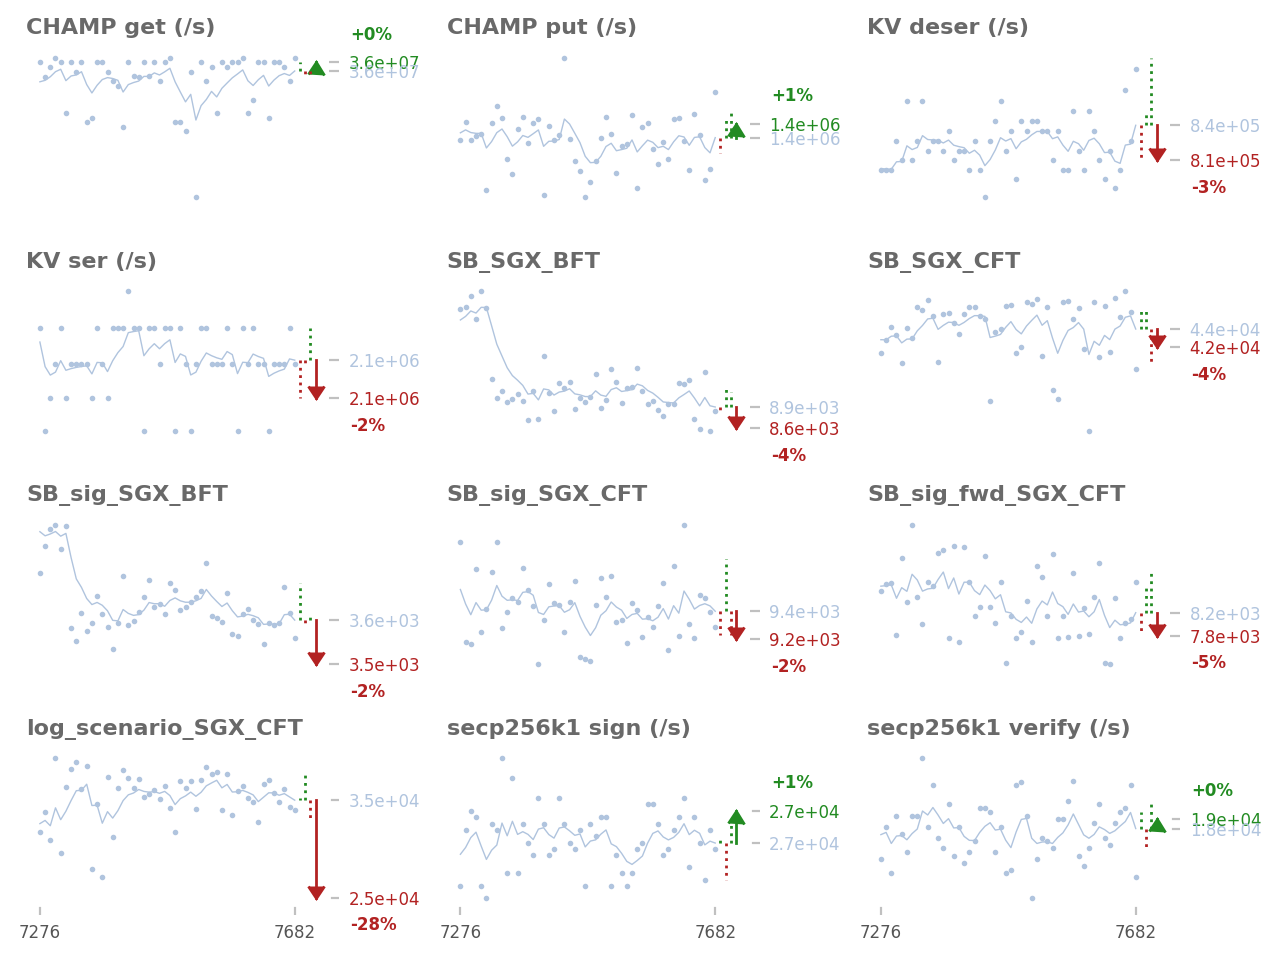 CHAMP get (/s)
+0%
3.6e+07
3.6e+07
CHAMP put (/s)
+1%
1.4e+06
1.4e+06
KV deser (/s)
8.4e+05
8.1e+05
-3%
KV ser (/s)
2.1e+06
2.1e+06
-2%
SB_SGX_BFT
8.9e+03
8.6e+03
-4%
SB_SGX_CFT
4.4e+04
4.2e+04
-4%
SB_sig_SGX_BFT
3.6e+03
3.5e+03
-2%
SB_sig_SGX_CFT
9.4e+03
9.2e+03
-2%
SB_sig_fwd_SGX_CFT
8.2e+03
7.8e+03
-5%
log_scenario_SGX_CFT
3.5e+04
2.5e+04
-28%
7276
7682
secp256k1 sign (/s)
+1%
2.7e+04
2.7e+04
7276
7682
secp256k1 verify (/s)
+0%
1.9e+04
1.8e+04
7276
7682